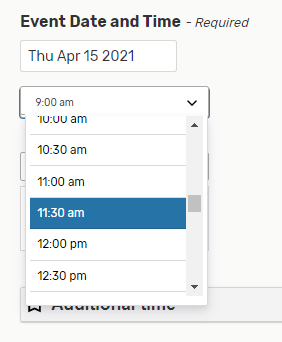 Event Date and Time - Required
Thu Apr 15 2021
9:00 am
10:00 am
10:30 am
11:00 am
11:30 am
12:00 pm
12:30 pm
Additional time